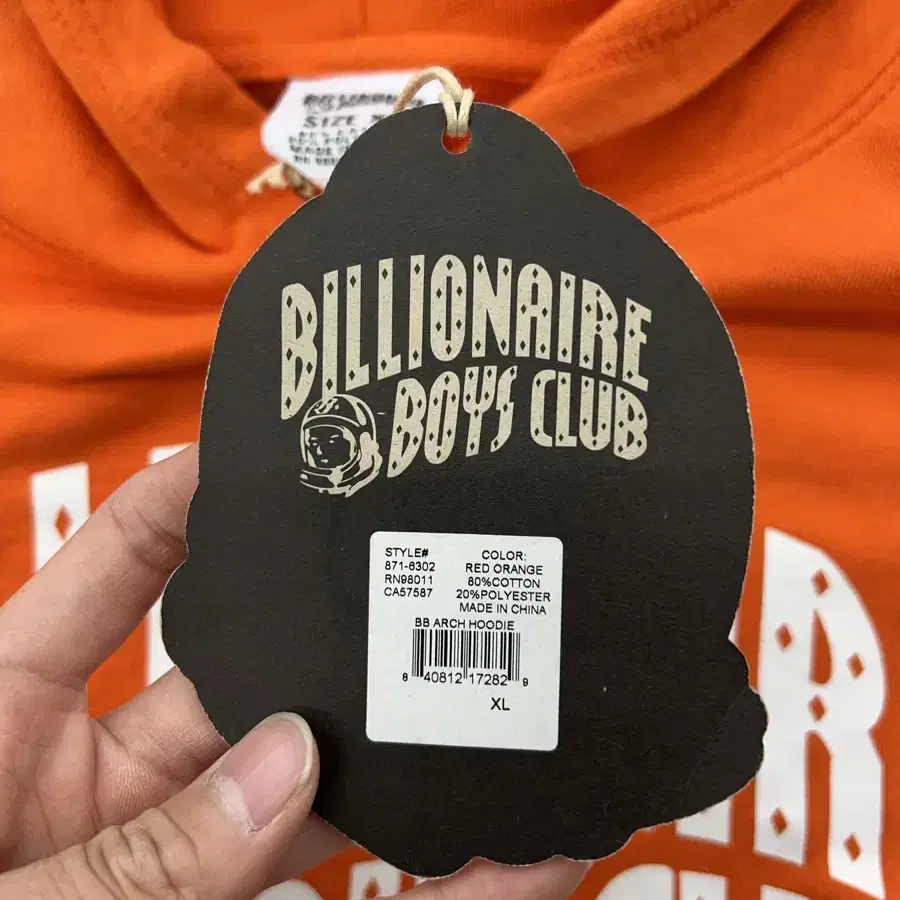 SIZE
BILLIONAIRE
BOYS CLUB
STYLE#
871-6302
RN98011
CA57587
COLOR:
RED ORANGE
80%COTTON
20%POLYESTER
MADE IN CHINA
BB ARCH HOODIE
8 40812 17282 9
XL